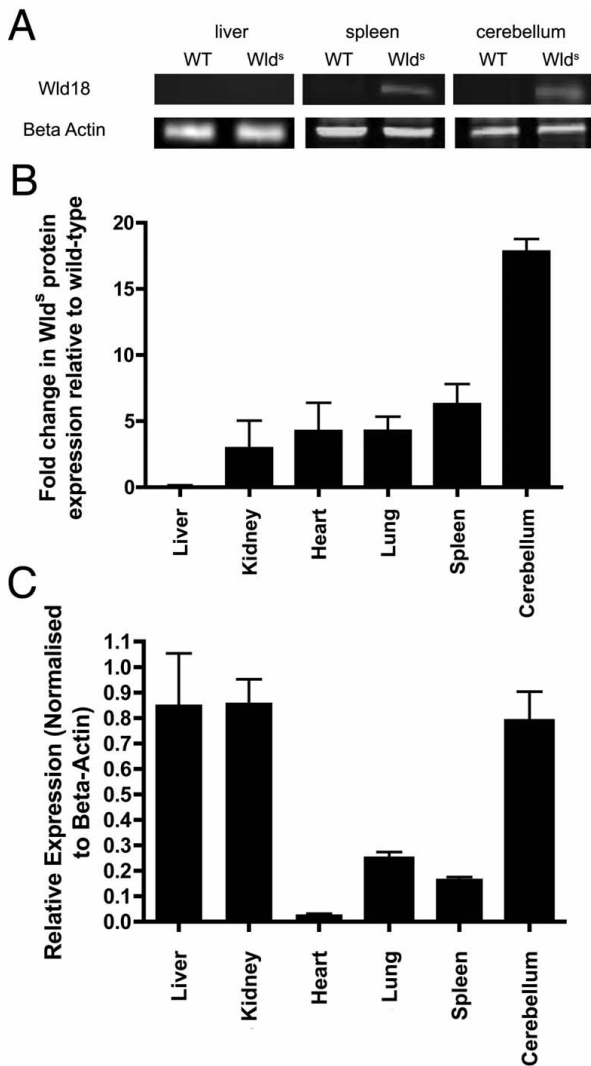 A
liver spleen cerebellum
WT Wldˢ WT Wldˢ WT Wldˢ
Wld18
Beta Actin
B
Fold change in Wldˢ protein
expression relative to wild-type
20
15
10
5
0
Liver Kidney Heart Lung Spleen Cerebellum
C
Relative Expression (Normalised
to Beta-Actin)
1.1
1.0
0.9
0.8
0.7
0.6
0.5
0.4
0.3
0.2
0.1
0.0
Liver Kidney Heart Lung Spleen Cerebellum